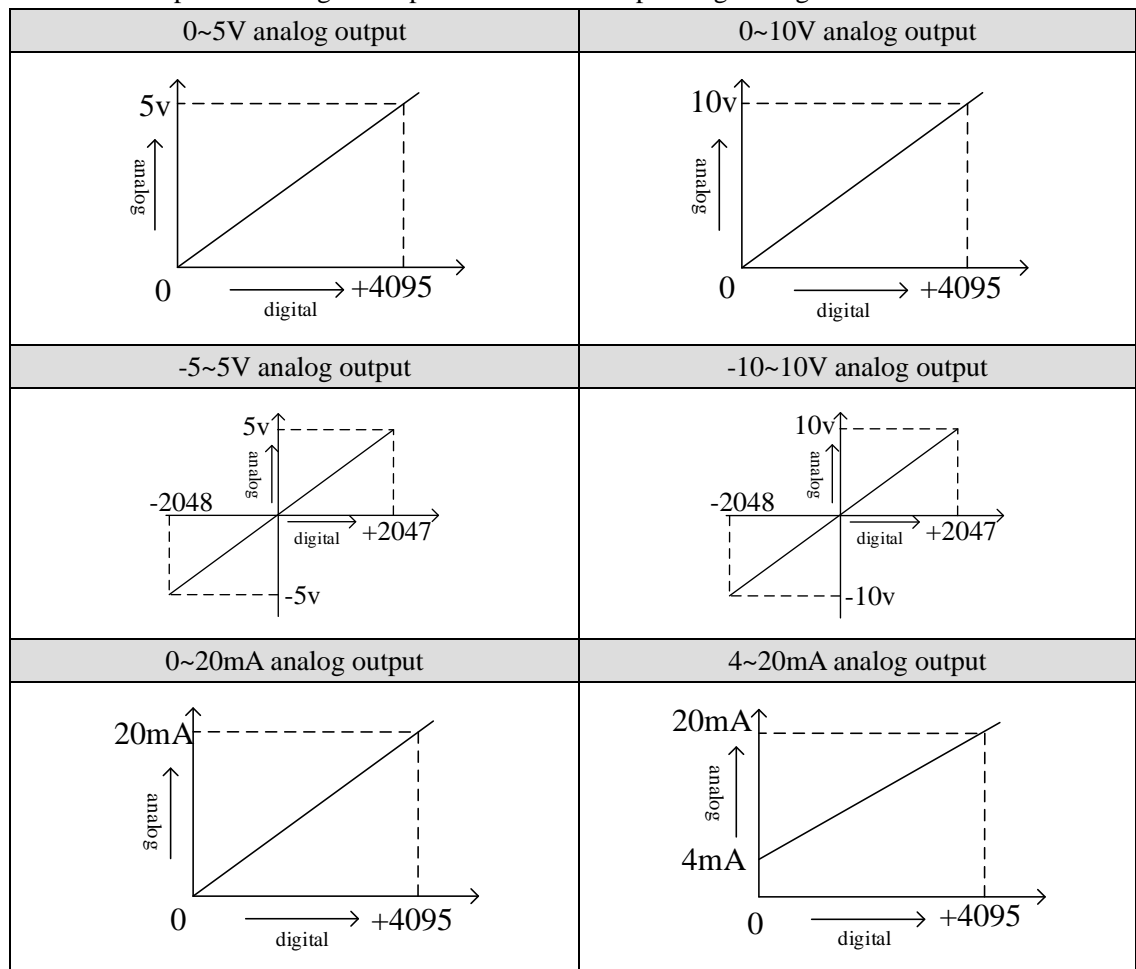 0~5V analog output
0~10V analog output
5v
analog
0
digital
+4095
10v
analog
0
digital
+4095
-5~5V analog output
-10~10V analog output
5v
analog
-2048
digital
+2047
-5v
10v
analog
-2048
digital
+2047
-10v
0~20mA analog output
4~20mA analog output
20mA
analog
0
digital
+4095
20mA
analog
4mA
0
digital
+4095